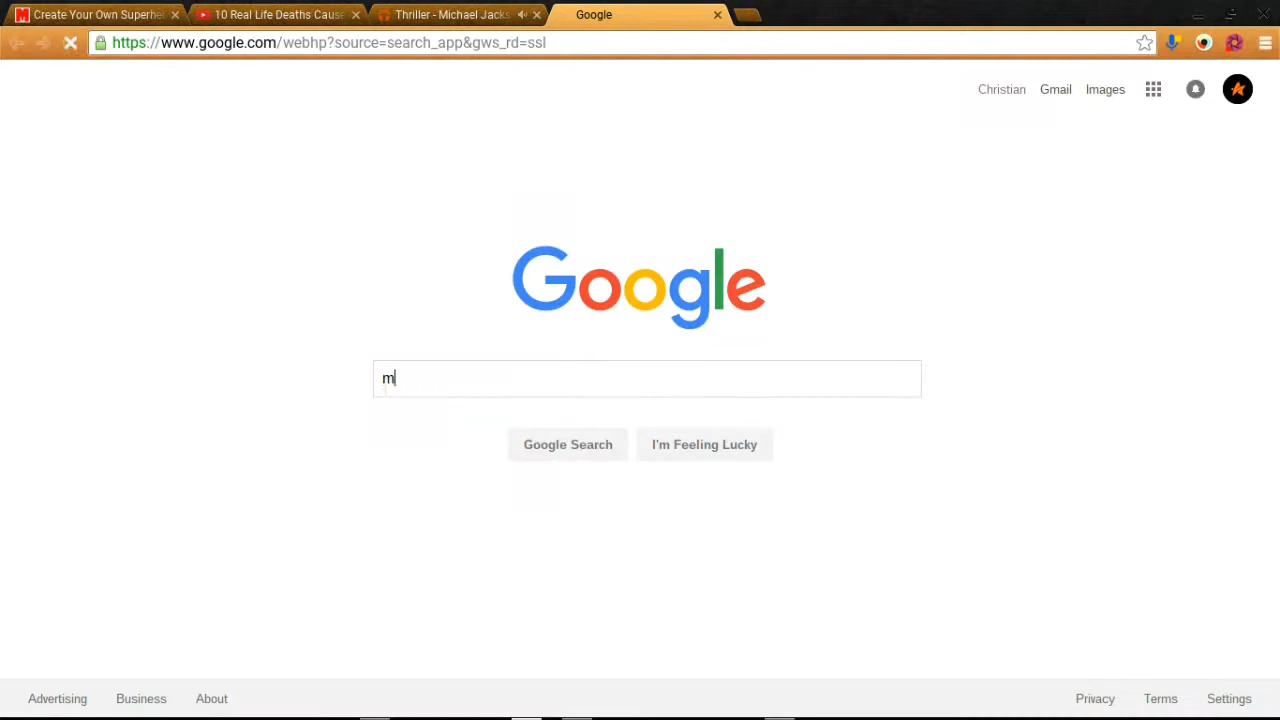 Create Your Own Superhe
10 Real Life Deaths Cause
Thriller - Michael Jacks
Google
https://www.google.com/webhp?source=search_app&gws_rd=ssl
Christian Gmail Images
Google
m
Google Search I'm Feeling Lucky
Advertising Business About Privacy Terms Settings